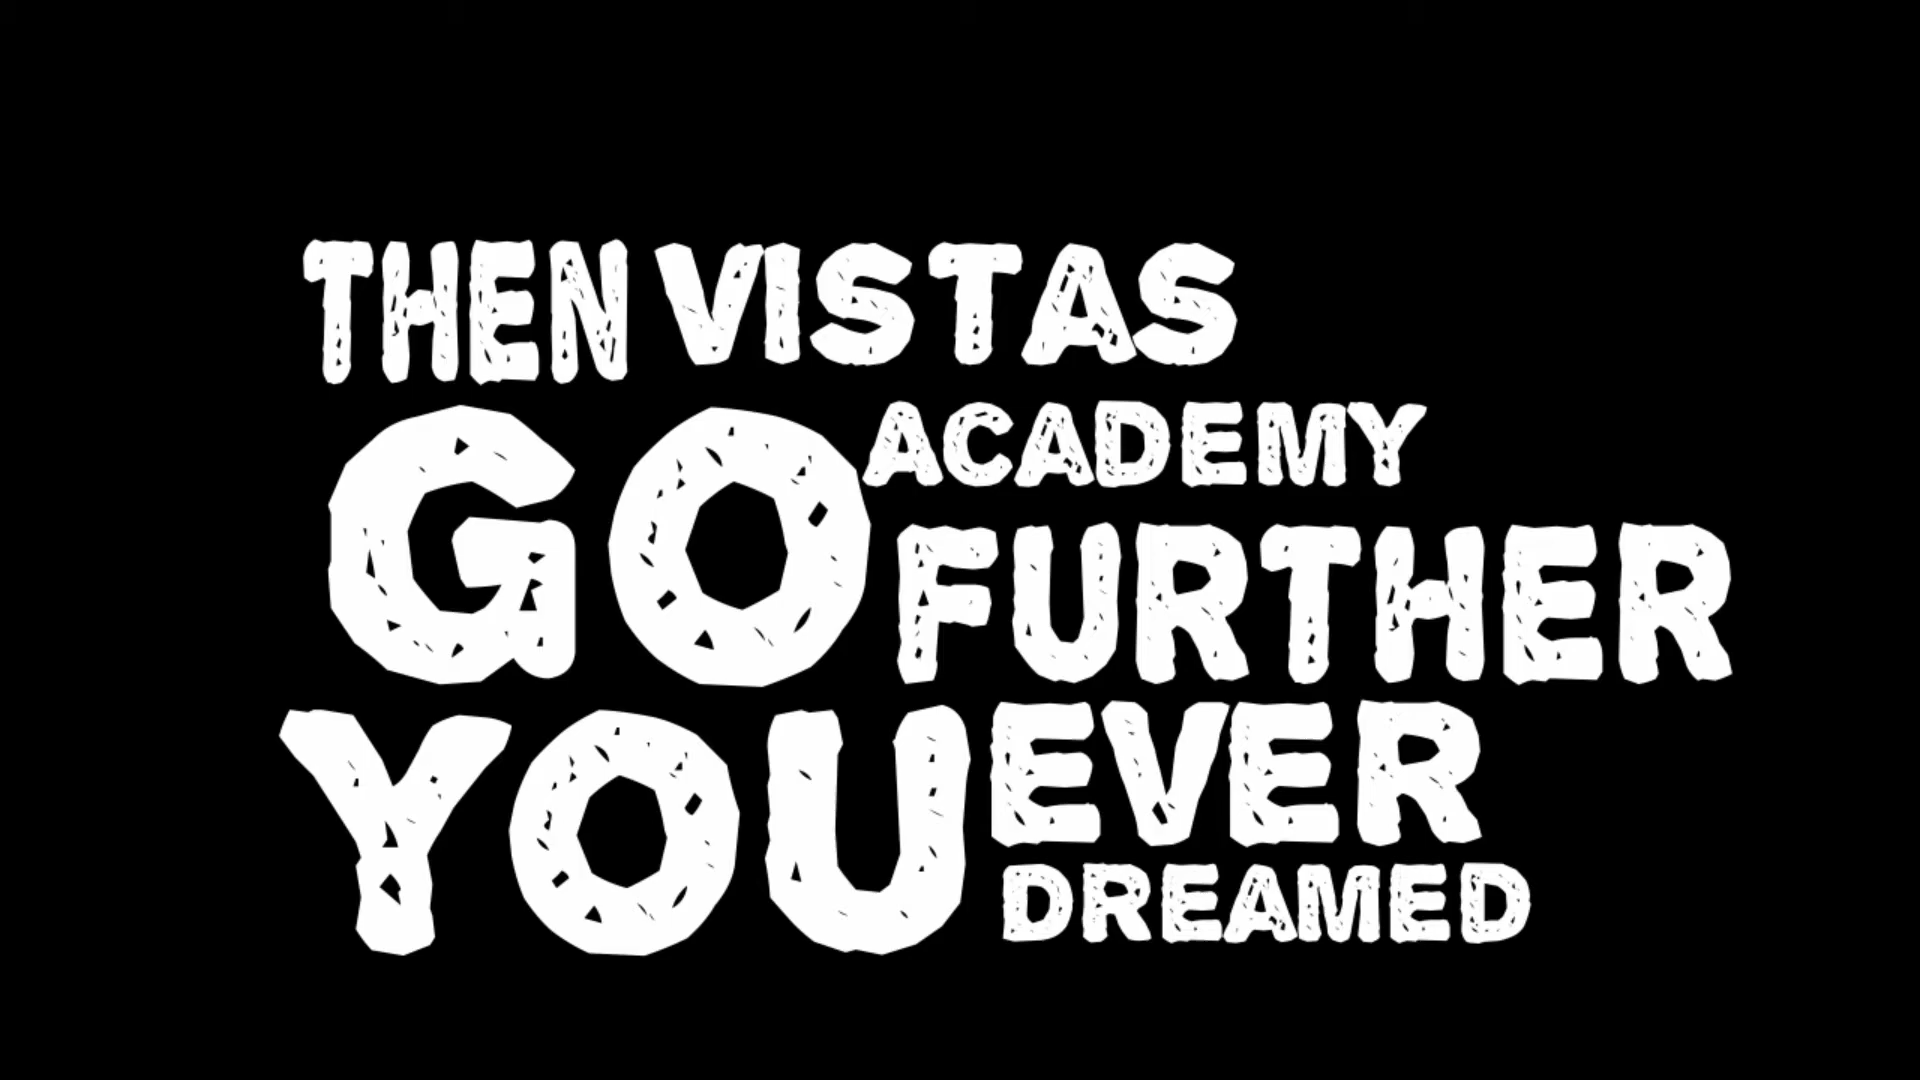 THEN VISTAS
GO ACADEMY
FURTHER
YOU EVER
DREAMED